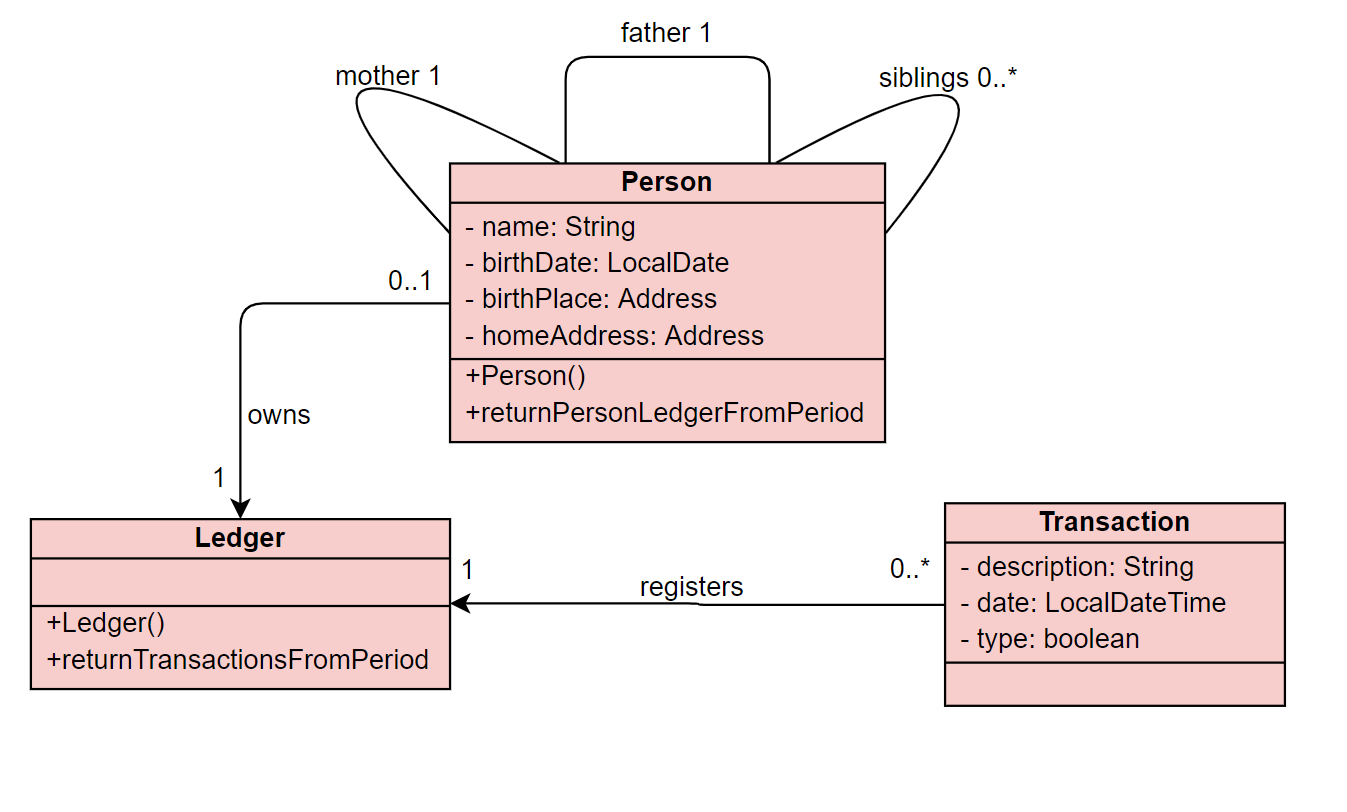 father 1
mother 1
siblings 0..*
Person
- name: String
- birthDate: LocalDate
- birthPlace: Address
- homeAddress: Address
+Person()
+returnPersonLedgerFromPeriod
0..1
owns
1
Ledger
+Ledger()
+returnTransactionsFromPeriod
1
registers
0..*
Transaction
- description: String
- date: LocalDateTime
- type: boolean